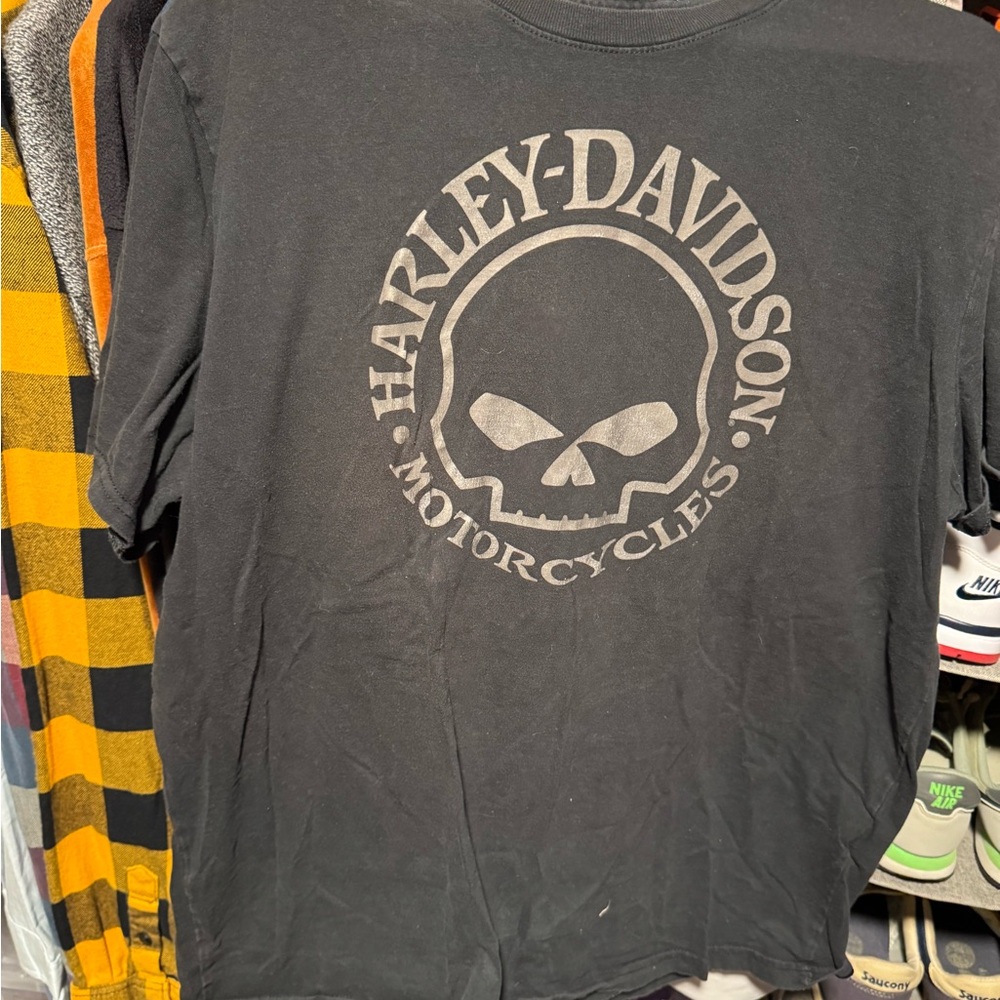 HARLEY-DAVIDSON
MOTORCYCLES
NIKE
AIR
saucony